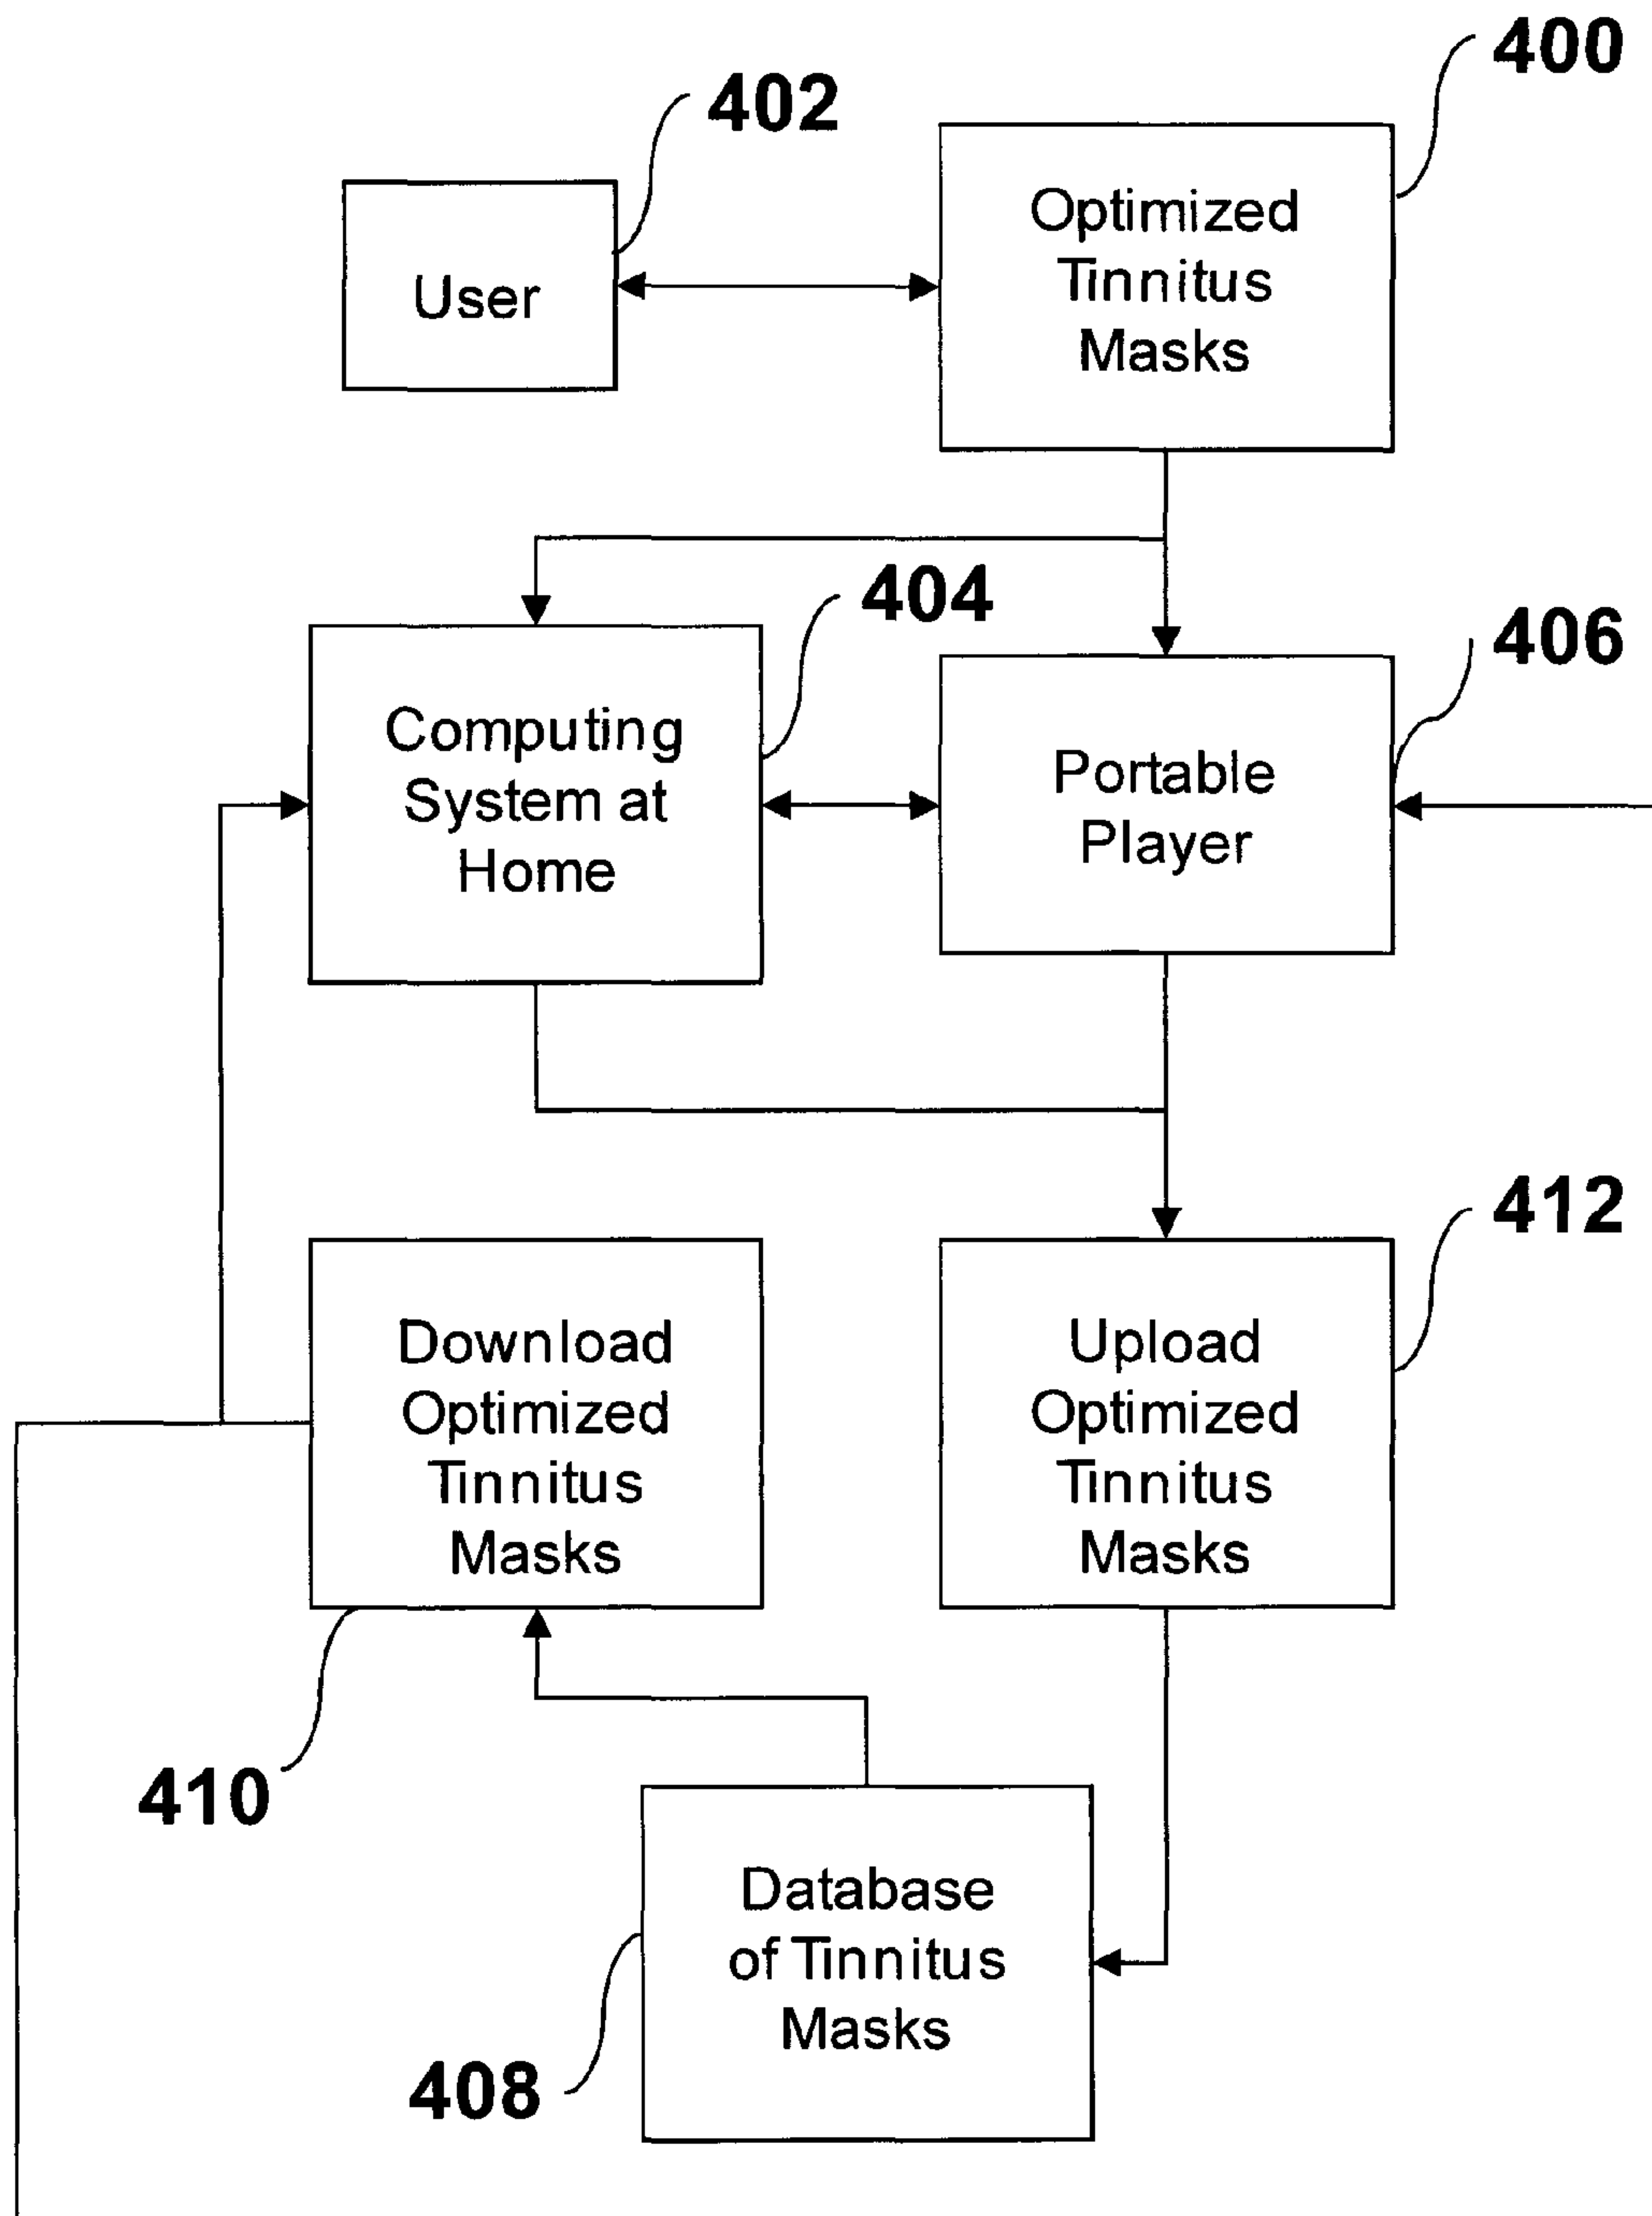 400
402
Optimized
Tinnitus
Masks
User
404
406
Computing
System at
Home
Portable
Player
412
Download
Optimized
Tinnitus
Masks
Upload
Optimized
Tinnitus
Masks
410
Database
of Tinnitus
Masks
408